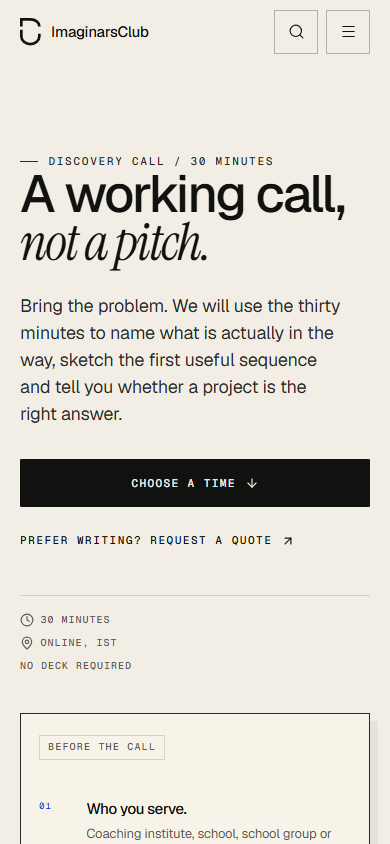 ImaginarsClub
DISCOVERY CALL / 30 MINUTES
A working call,
not a pitch.
Bring the problem. We will use the thirty
minutes to name what is actually in the
way, sketch the first useful sequence
and tell you whether a project is the
right answer.
CHOOSE A TIME
PREFER WRITING? REQUEST A QUOTE
30 MINUTES
ONLINE, IST
NO DECK REQUIRED
BEFORE THE CALL
01 Who you serve.
Coaching institute, school, school group or